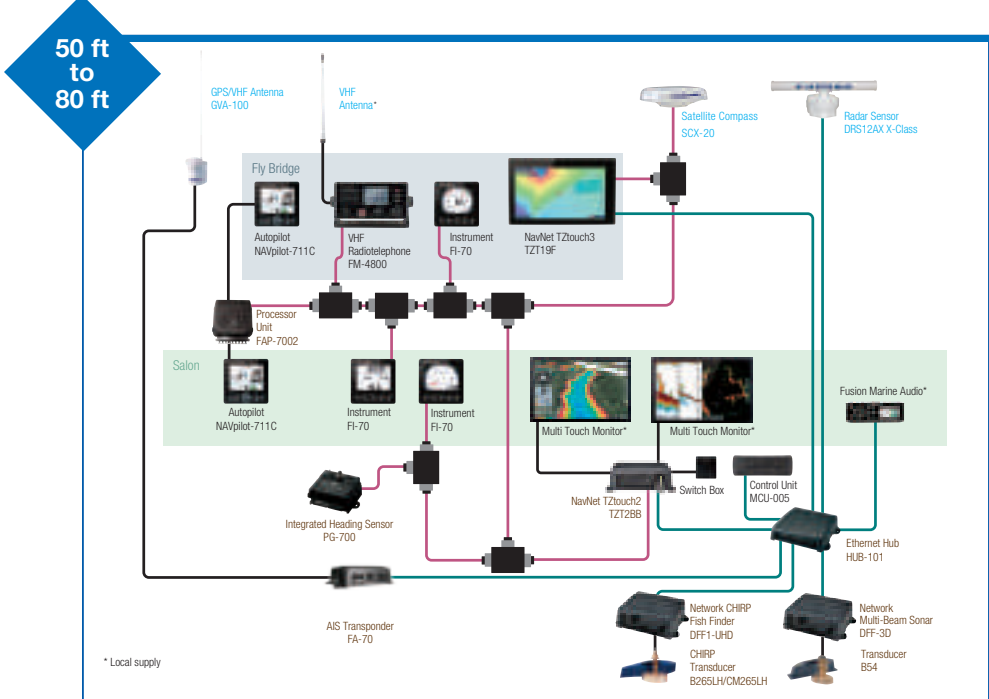 50 ft
to
80 ft
GPS/VHF Antenna
GVA-100
VHF
Antenna*
Satellite Compass
SCX-20
Radar Sensor
DRS12AX X-Class
Fly Bridge
Autopilot
NAVpilot-711C
VHF
Radiotelephone
FM-4800
Instrument
FI-70
NavNet TZtouch3
TZT19F
Processor
Unit
FAP-7002
Salon
Autopilot
NAVpilot-711C
Instrument
FI-70
Instrument
FI-70
Multi Touch Monitor*
Multi Touch Monitor*
Fusion Marine Audio*
Integrated Heading Sensor
PG-700
NavNet TZtouch2
TZT2BB
Switch Box
Control Unit
MCU-005
Ethernet Hub
HUB-101
AIS Transponder
FA-70
Network CHIRP
Fish Finder
DFF1-UHD
CHIRP
Transducer
B265LH/CM265LH
Network
Multi-Beam Sonar
DFF-3D
Transducer
B54
* Local supply